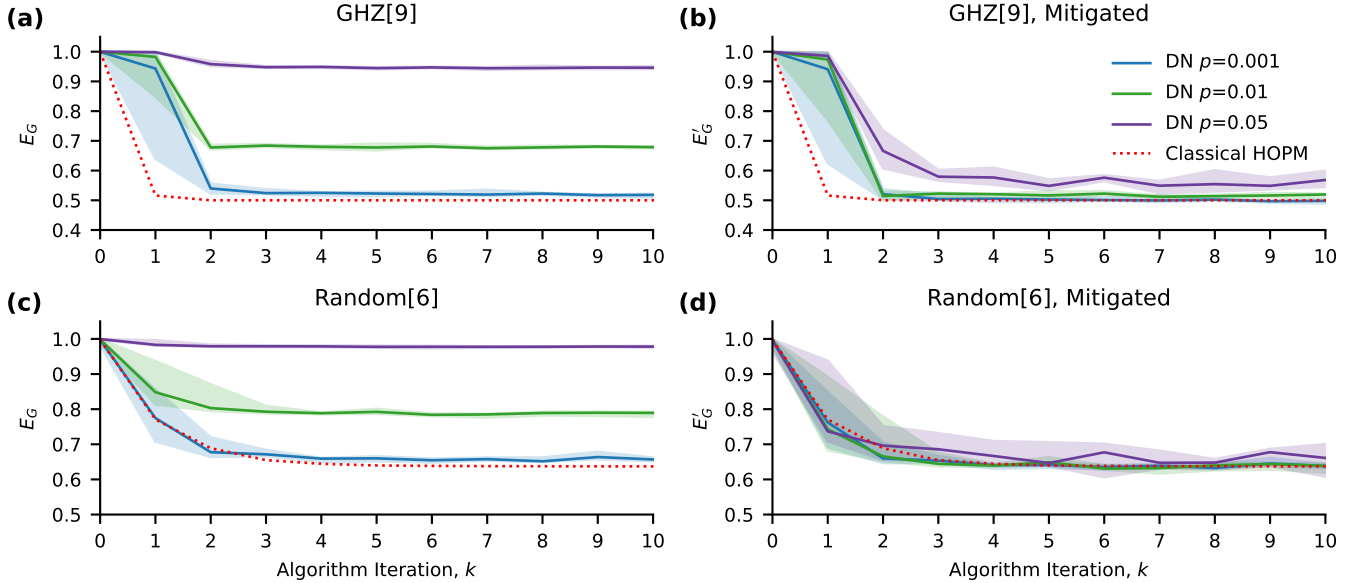 (a)
GHZ[9]
E_G
1.0
0.9
0.8
0.7
0.6
0.5
0.4
0 1 2 3 4 5 6 7 8 9 10
(b)
GHZ[9], Mitigated
E′_G
1.0
0.9
0.8
0.7
0.6
0.5
0.4
0 1 2 3 4 5 6 7 8 9 10
DN p=0.001
DN p=0.01
DN p=0.05
Classical HOPM
(c)
Random[6]
E_G
1.0
0.9
0.8
0.7
0.6
0.5
0 1 2 3 4 5 6 7 8 9 10
Algorithm Iteration, k
(d)
Random[6], Mitigated
E′_G
1.0
0.9
0.8
0.7
0.6
0.5
0 1 2 3 4 5 6 7 8 9 10
Algorithm Iteration, k